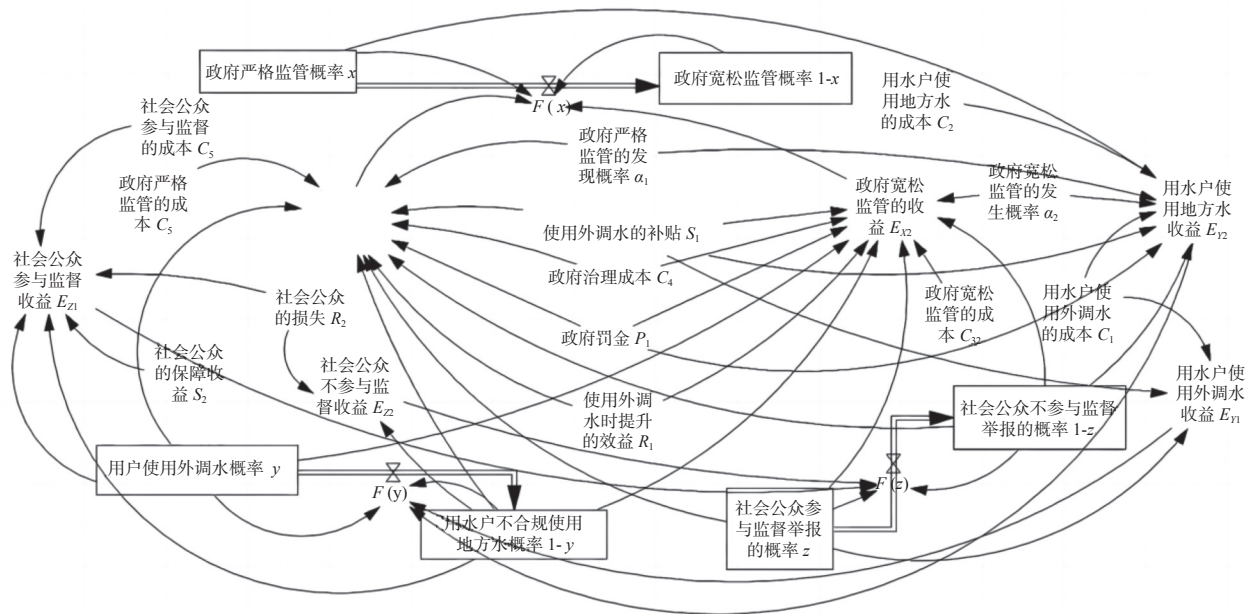 政府严格监管概率 x
政府宽松监管概率 1-x
F (x)
用水户使
用地方水
的成本 C2
社会公众
参与监督
的成本 C5
政府严格
监管的成
本 C5
政府严格
监管的发
现概率 α1
政府宽松
监管的收
益 EX2
政府宽松
监管的发
生概率 α2
用水户使
用地方水
收益 EY2
使用外调水的补贴 S1
社会公众
参与监督
收益 EZ1
社会公众
的损失 R2
政府治理成本 C4
政府宽松
监管的成
本 C32
用水户使
用外调水
的成本 C1
政府罚金 P1
社会公众
的保障收
益 S2
社会公众
不参与监
督收益 EZ2
使用外调
水时提升
的效益 R1
用水户使
用外调水
收益 EY1
社会公众不参与监督
举报的概率 1-z
用户使用外调水概率 y
F (y)
F (z)
用水户不合规使用
地方水概率 1- y
社会公众参
与监督举报
的概率 z